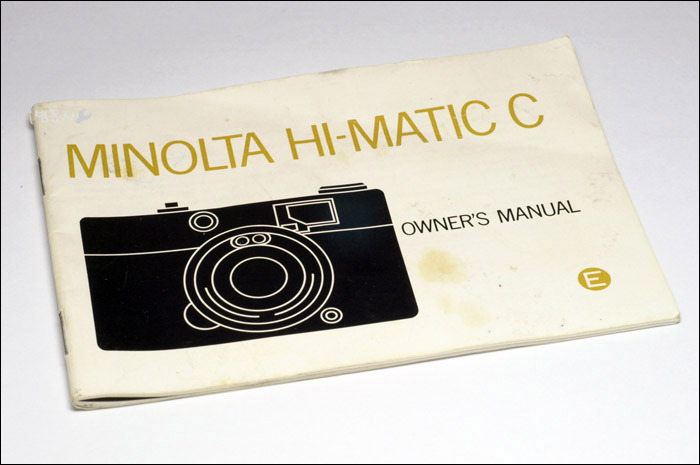 MINOLTA HI-MATIC C
OWNER'S MANUAL
E